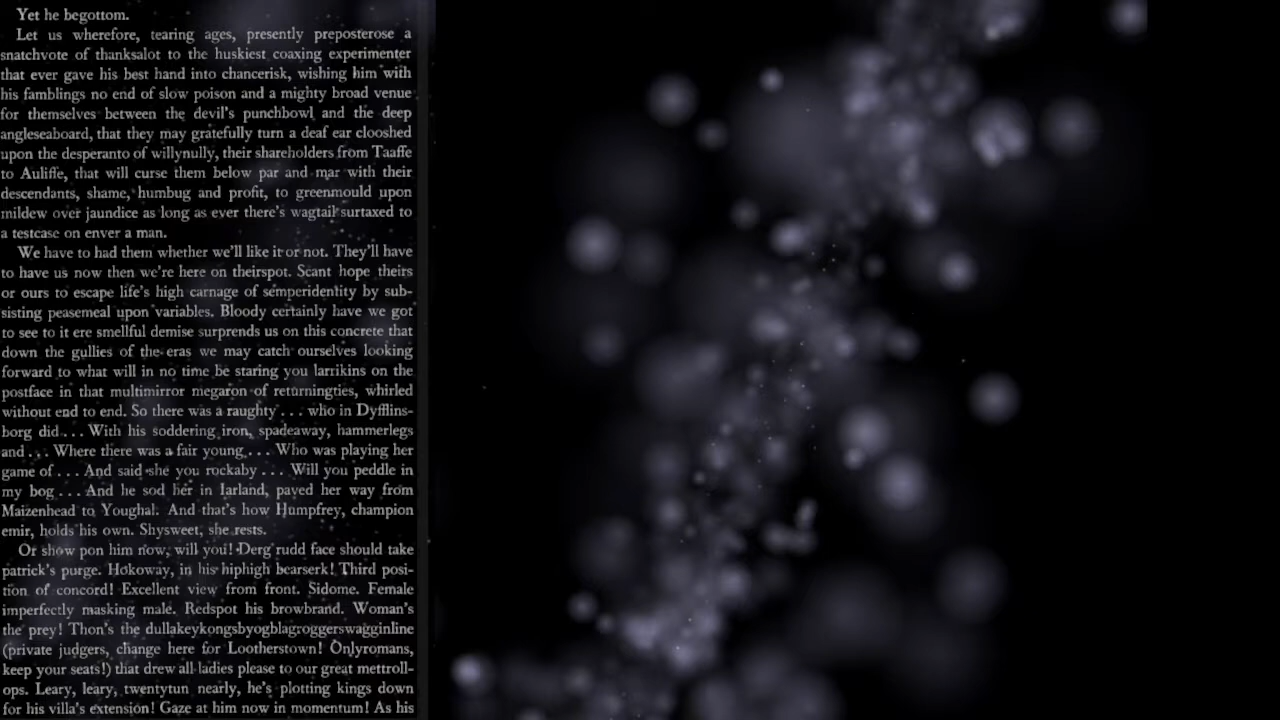 Yet he begottom.
Let us wherefore, tearing ages, presently preposterose a
snatchvote of thanksalot to the huskiest coaxing experimenter
that ever gave his best hand into chancerisk, wishing him with
his famblings no end of slow poison and a mighty broad venue
for themselves between the devil's punchbowl and the deep
angleseaboard, that they may gratefully turn a deaf ear clooshed
upon the desperanto of willynully, their shareholders from Taaffe
to Auliffe, that will curse them below par and mar with their
descendants, shame, humbug and profit, to greenmould upon
mildew over jaundice as long as ever there's wagtail surtaxed to
a testcase on enver a man.
We have to had them whether we'll like it or not. They'll have
to have us now then we're here on theirspot. Scant hope theirs
or ours to escape life's high carnage of semperidentity by sub-
sisting peasemeal upon variables. Bloody certainly have we got
to see to it ere smellful demise surprends us on this concrete that
down the gullies of the eras we may catch ourselves looking
forward to what will in no time be staring you larrikins on the
postface in that multimirror megaron of returningties, whirled
without end to end. So there was a raughty . . . who in Dyfflins-
borg did . . . With his soddering iron, spadeaway, hammerlegs
and . . . Where there was a fair young . . . Who was playing her
game of . . . And said she you rockaby . . . Will you peddle in
my bog . . . And he sod her in Iarland, paved her way from
Maizenhead to Youghal. And that's how Humpfrey, champion
emir, holds his own. Shysweet, she rests.
Or show pon him now, will you! Derg rudd face should take
patrick's purge. Hokoway, in his hiphigh bearserk! Third posi-
tion of concord! Excellent view from front. Sidome. Female
imperfectly masking male. Redspot his browbrand. Woman's
the prey! Thon's the dullakeykongsbyogblagroggerswagginline
(private judgers, change here for Lootherstown! Onlyromans,
keep your seats!) that drew all ladies please to our great mettroll-
ops. Leary, leary, twentytun nearly, he's plotting kings down
for his villa's extension! Gaze at him now in momentum! As his